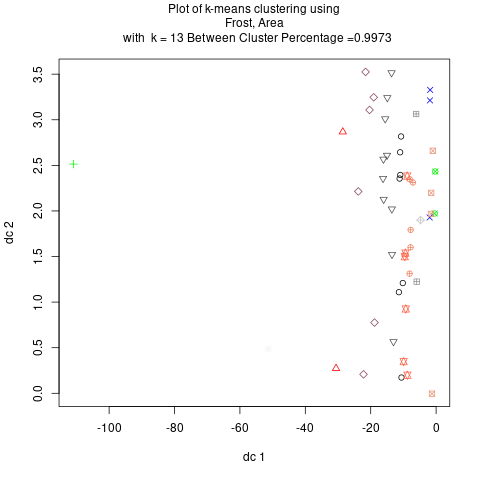 Plot of k-means clustering using
Frost, Area
with k = 13 Between Cluster Percentage =0.9973
dc 2
3.5
3.0
2.5
2.0
1.5
1.0
0.5
0.0
-100
-80
-60
-40
-20
0
dc 1